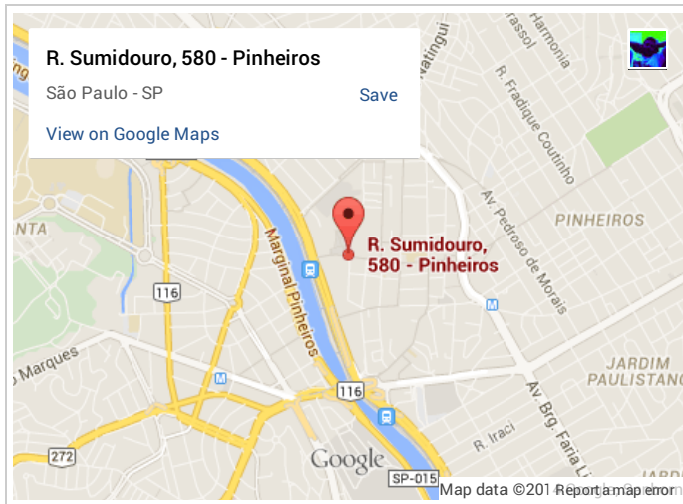 R. Sumidouro, 580 - Pinheiros
São Paulo - SP
Save
View on Google Maps
Natingui
Harmonia
R. Fradique Coutinho
Av. Pedroso de Morais
PINHEIROS
R. Sumidouro,
580 - Pinheiros
Marginal Pinheiros
116
M
JARDIM
PAULISTANO
Marques
M
116
Av. Brg. Faria Li
R. Iraci
272
Google
SP-015
Map data ©201
Report a map error